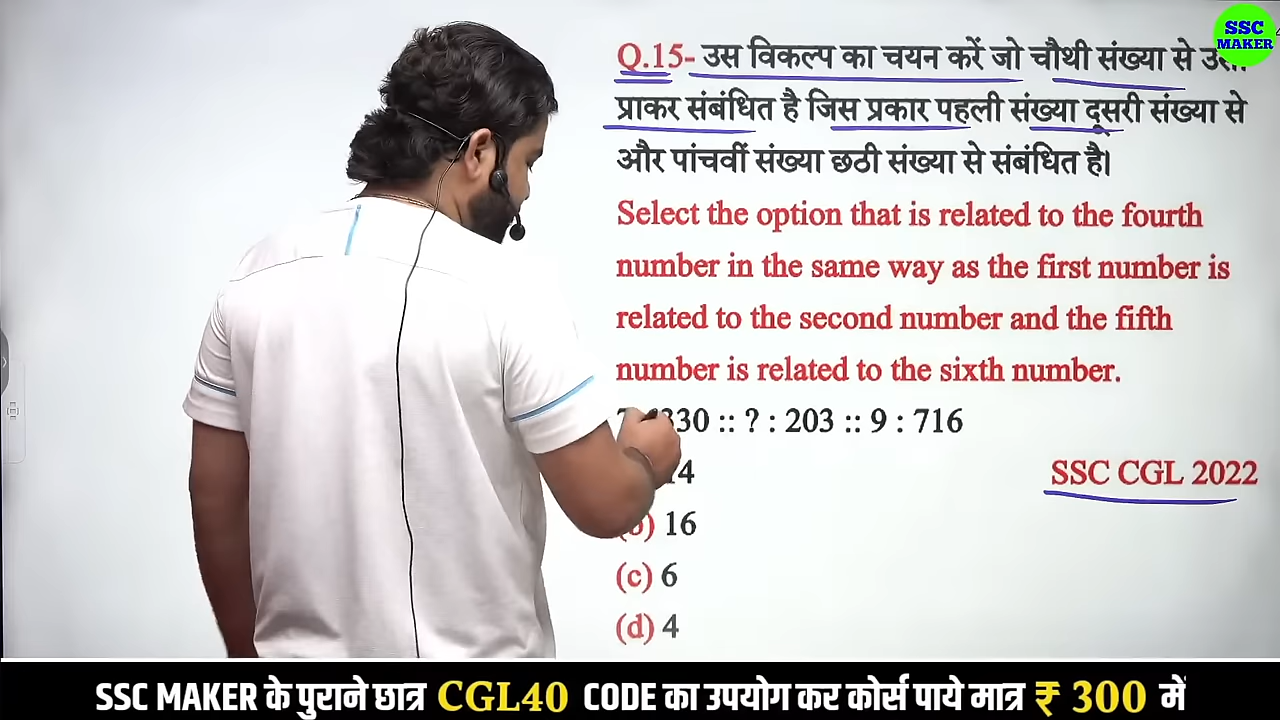 SSC
MAKER
Q.15- उस विकल्प का चयन करें जो चौथी संख्या से
प्राकर संबंधित है जिस प्रकार पहली संख्या दूसरी संख्या से
और पांचवीं संख्या छठी संख्या से संबंधित है।
Select the option that is related to the fourth
number in the same way as the first number is
related to the second number and the fifth
number is related to the sixth number.
330 :: ? : 203 :: 9 : 716
14
SSC CGL 2022
(b) 16
(c) 6
(d) 4
SSC MAKER के पुराने छात्र CGL40 CODE का उपयोग कर कोर्स पाये मात्र ₹ 300 में